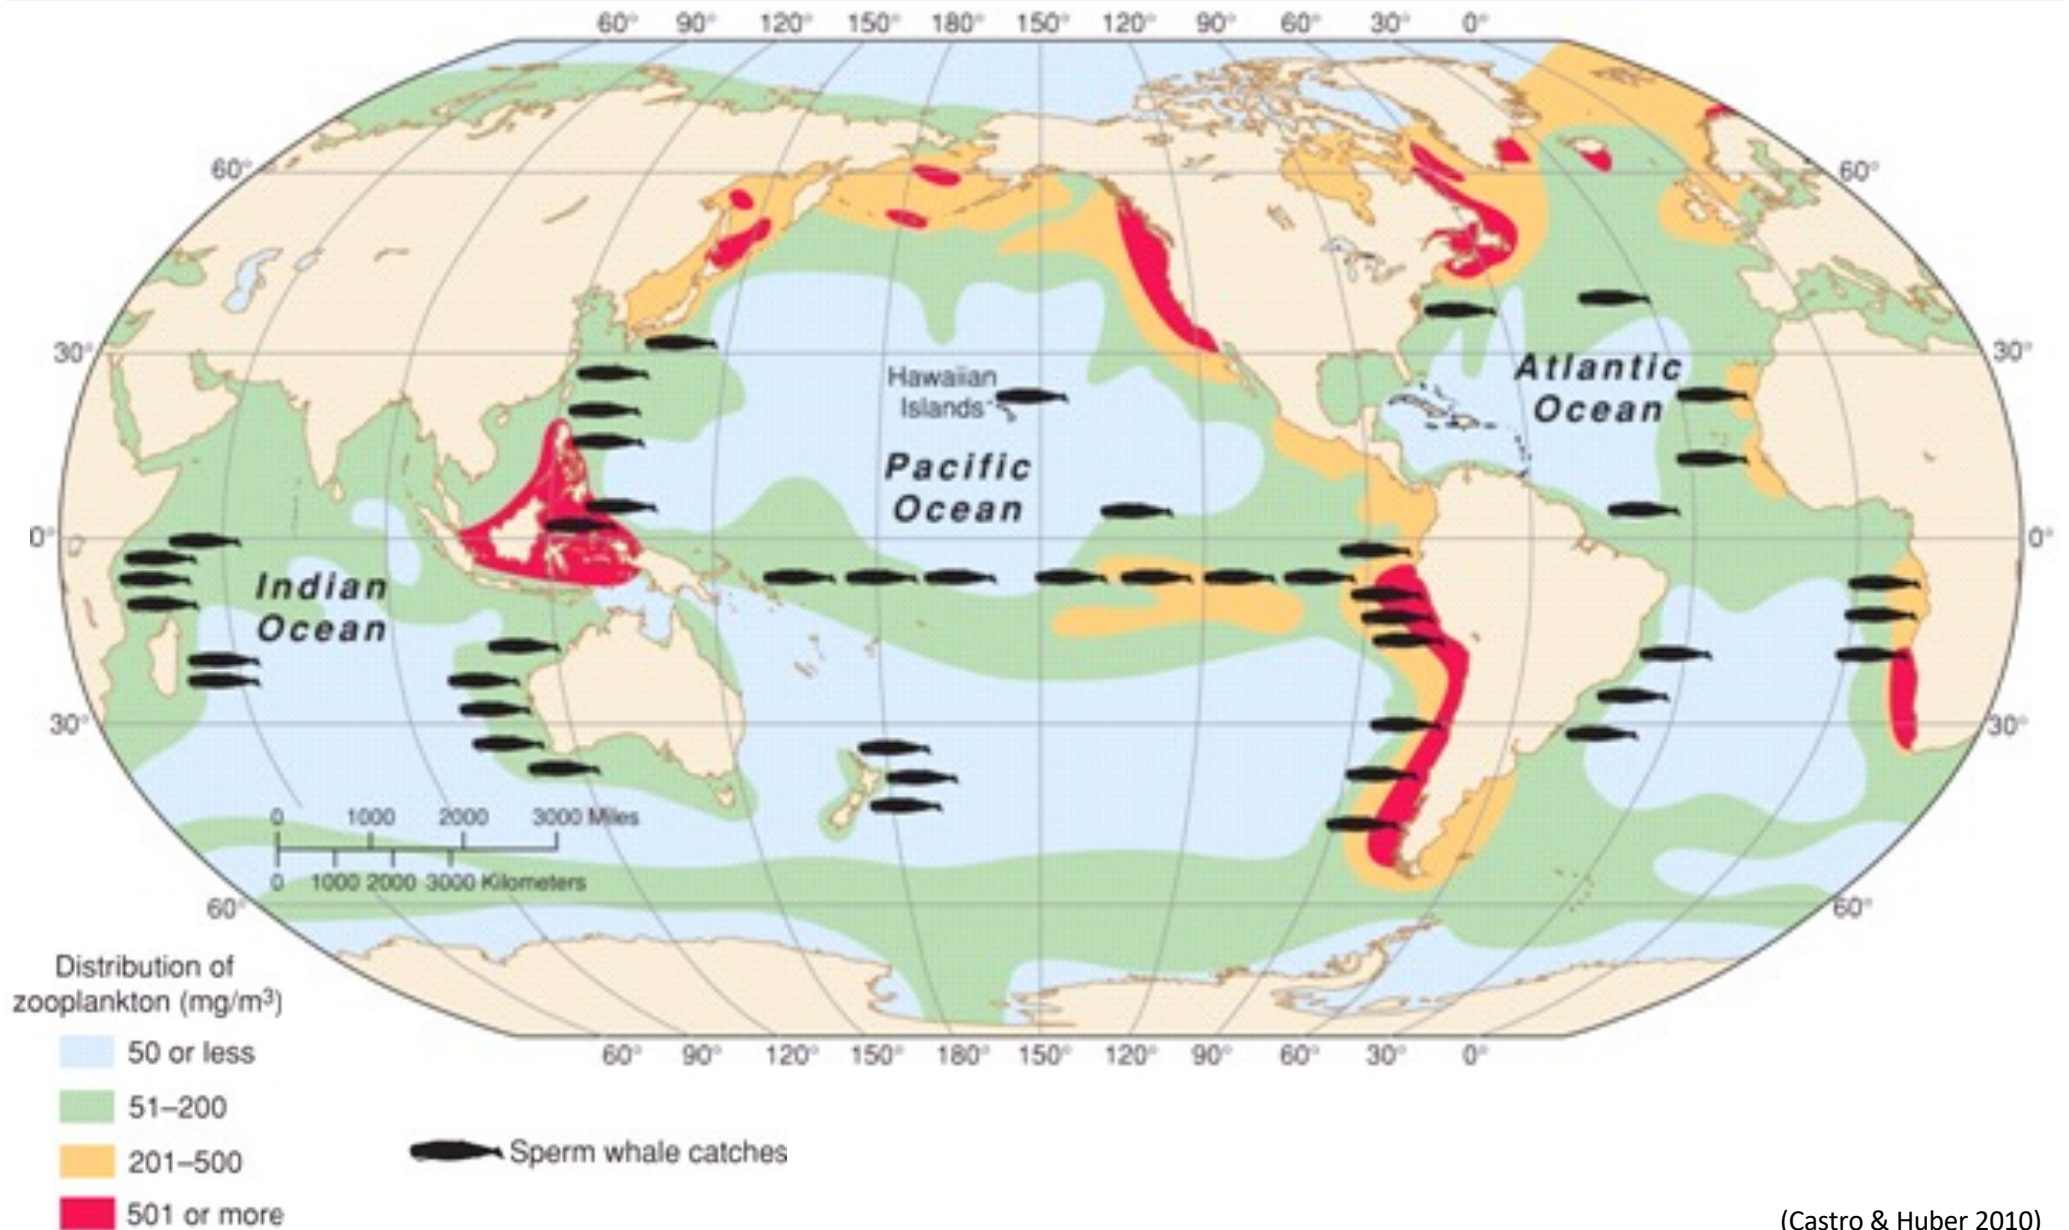 60° 90° 120° 150° 180° 150° 120° 90° 60° 30° 0°
60° 60°
30° 30°
Hawaiian
Islands
Atlantic
Ocean
Pacific
Ocean
0° 0°
Indian
Ocean
30° 30°
0 1000 2000 3000 Miles
0 1000 2000 3000 Kilometers
60° 60°
60° 90° 120° 150° 180° 150° 120° 90° 60° 30° 0°
Distribution of
zooplankton (mg/m³)
50 or less
51–200
201–500
501 or more
Sperm whale catches
(Castro & Huber 2010)